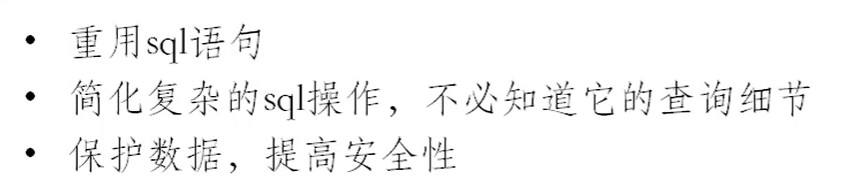 • 重用sql语句
• 简化复杂的sql操作，不必知道它的查询细节
• 保护数据，提高安全性